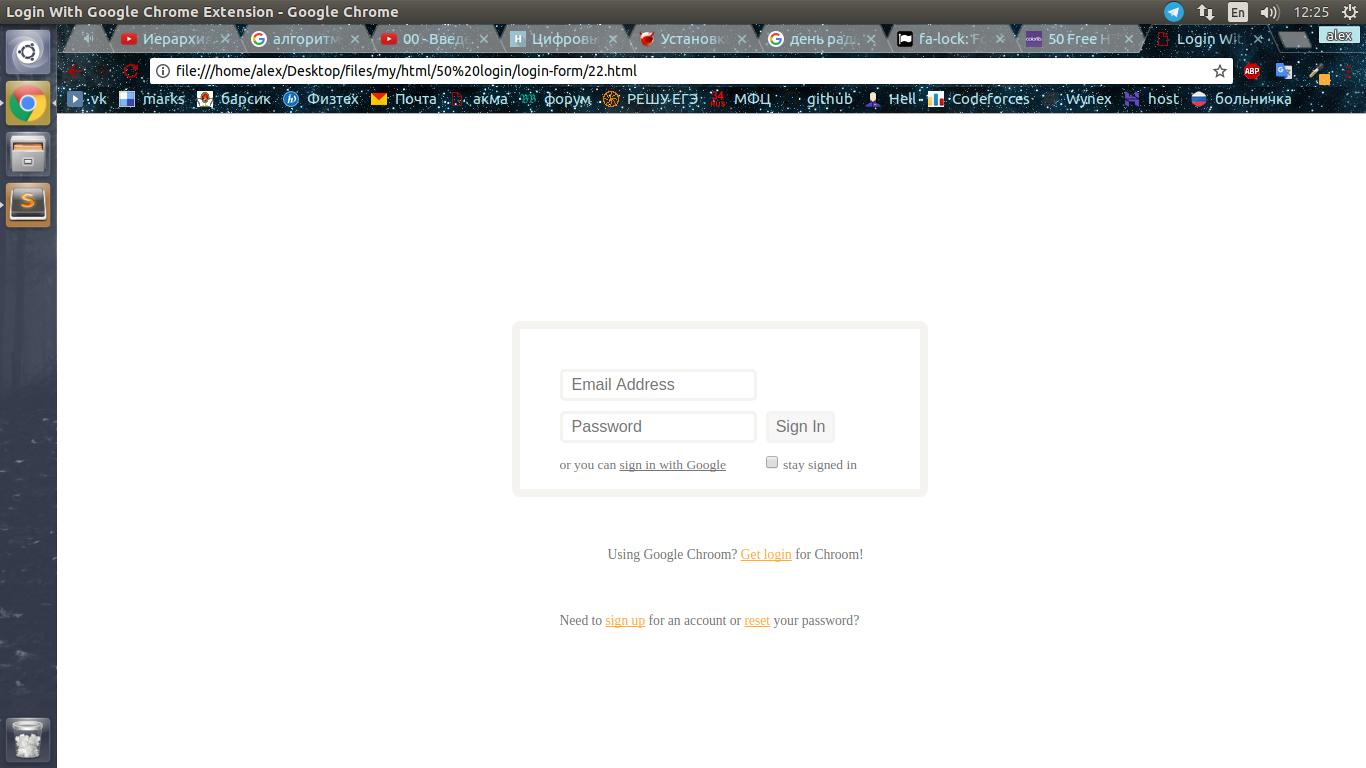 Login With Google Chrome Extension - Google Chrome
En
12:25
Иерархи
алгоритм
00 - Введ
Цифровы
Установк
день рад
fa-lock: Fo
50 Free H
Login Wit
alex
file:///home/alex/Desktop/files/my/html/50%20login/login-form/22.html
ABP
vk marks барсик Физтех Почта акма форум РЕШУ ЕГЭ МФЦ github Hell Codeforces Wynex host больничка
Email Address
Password
Sign In
or you can sign in with Google
stay signed in
Using Google Chroom? Get login for Chroom!
Need to sign up for an account or reset your password?